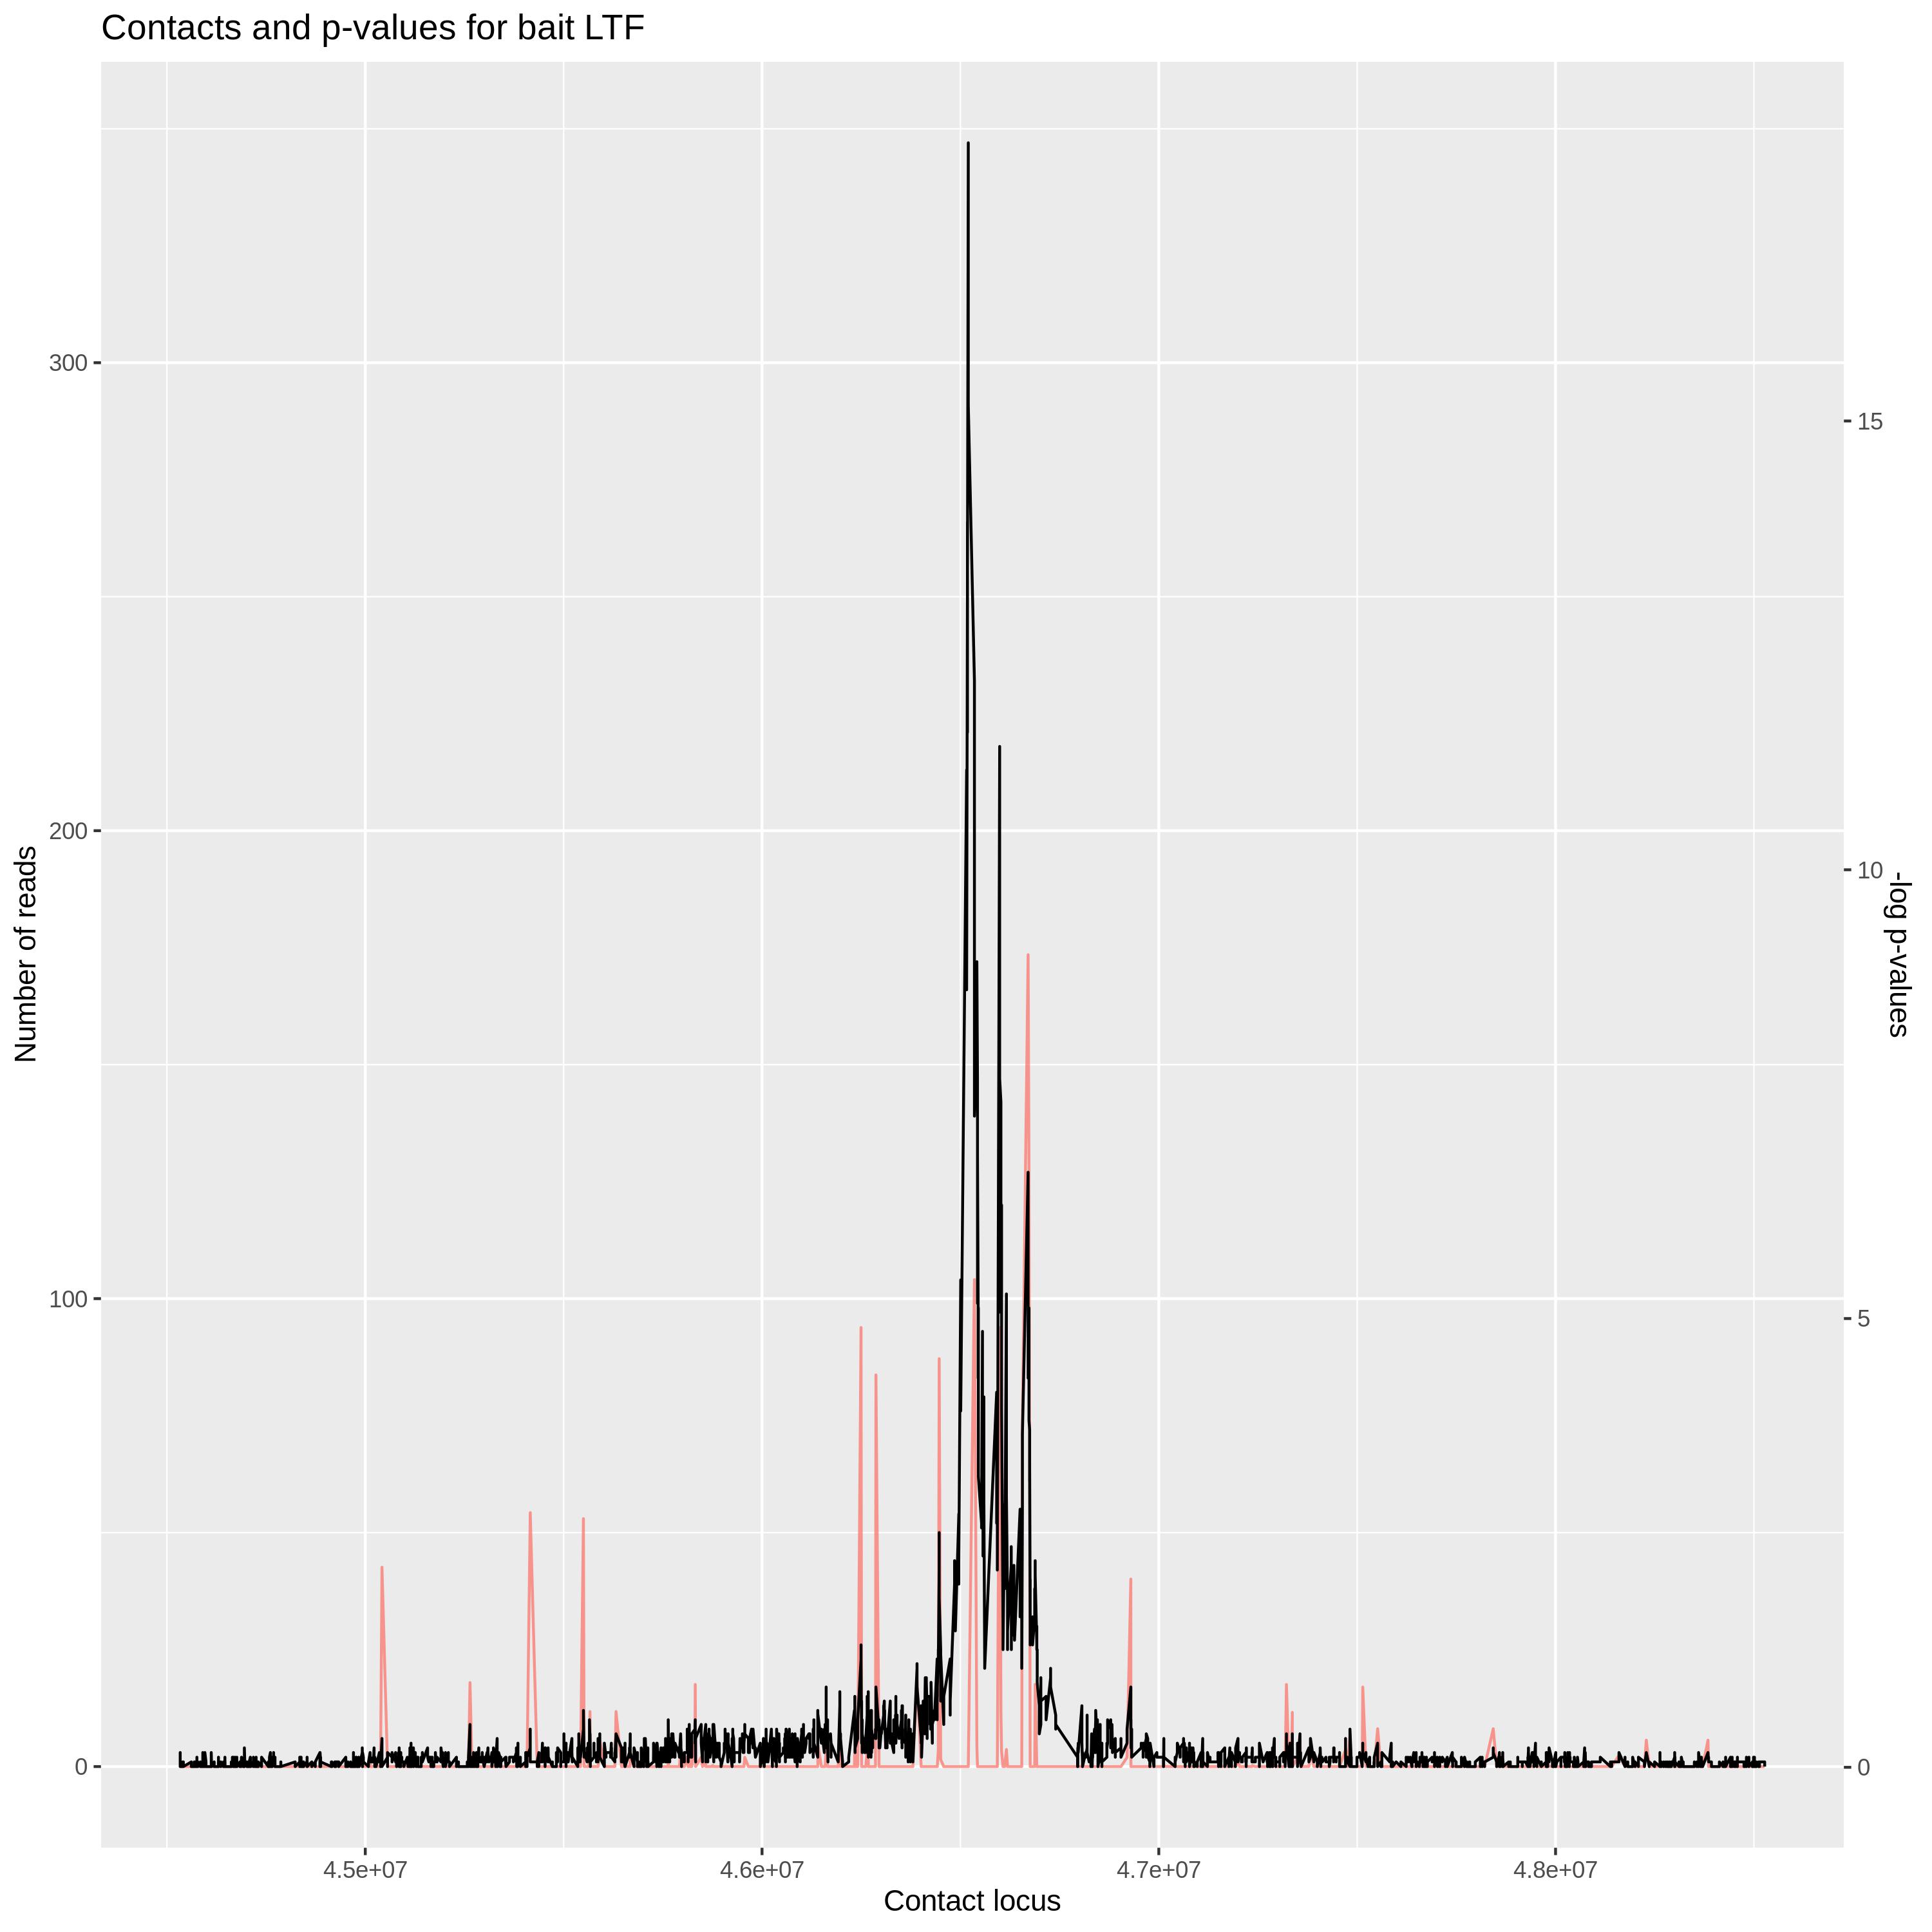 Contacts and p-values for bait LTF
300
200
100
0
Number of reads
15
10
5
0
-log p-values
4.5e+07 4.6e+07 4.7e+07 4.8e+07
Contact locus